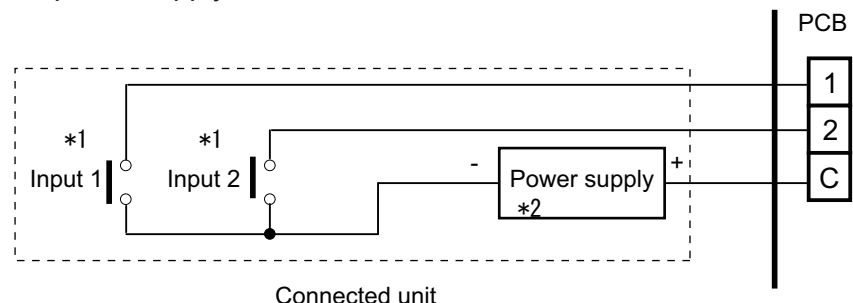 PCB
1
*1 *1
2
Input 1 Input 2 - Power supply +
*2
C
Connected unit